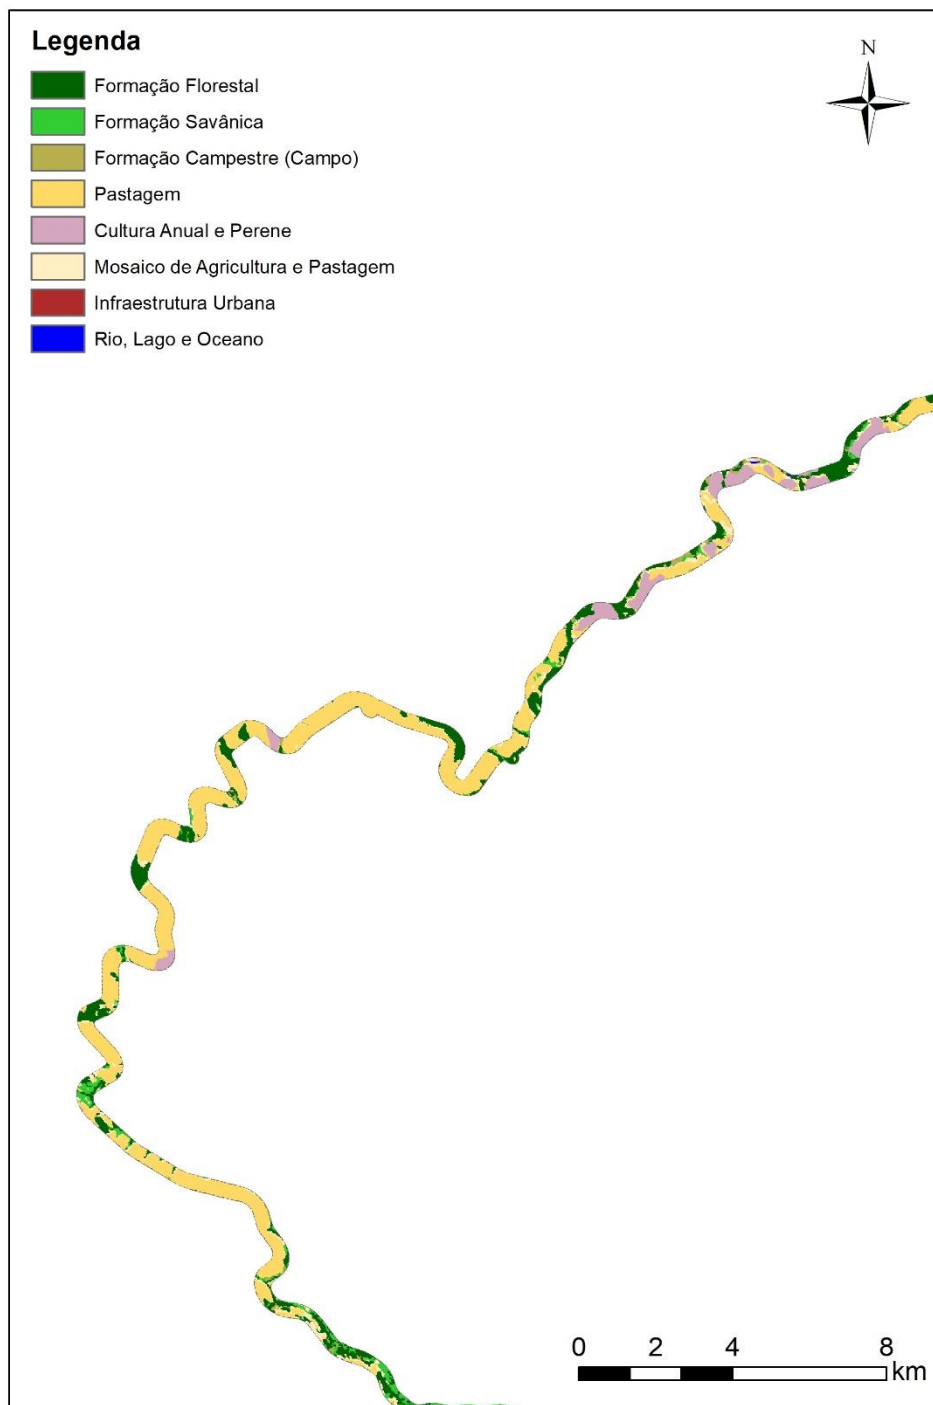 Legenda
N
Formação Florestal
Formação Savânica
Formação Campestre (Campo)
Pastagem
Cultura Anual e Perene
Mosaico de Agricultura e Pastagem
Infraestrutura Urbana
Rio, Lago e Oceano
0 2 4 8
km